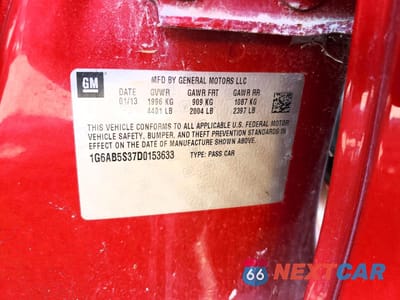 GM
MFD BY GENERAL MOTORS LLC
DATE GVWR GAWR FRT GAWR RR
01/13 1996 KG 909 KG 1087 KG
4401 LB 2004 LB 2397 LB
THIS VEHICLE CONFORMS TO ALL APPLICABLE U.S. FEDERAL MOTOR
VEHICLE SAFETY, BUMPER, AND THEFT PREVENTION STANDARDS IN
EFFECT ON THE DATE OF MANUFACTURE SHOWN ABOVE.
1G6AB5S37D0153633 TYPE: PASS CAR
66 NEXTCAR